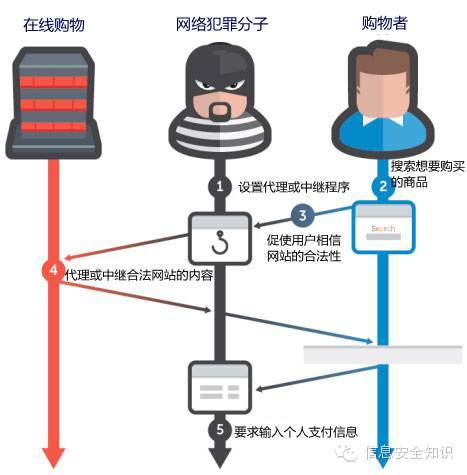 在线购物
网络犯罪分子
购物者
1
设置代理或中继程序
2
搜索想要购买
的商品
3
促使用户相信
网站的合法性
Search
4
代理或中继合法网站的内容
5
要求输入个人支付信息
信息安全知识